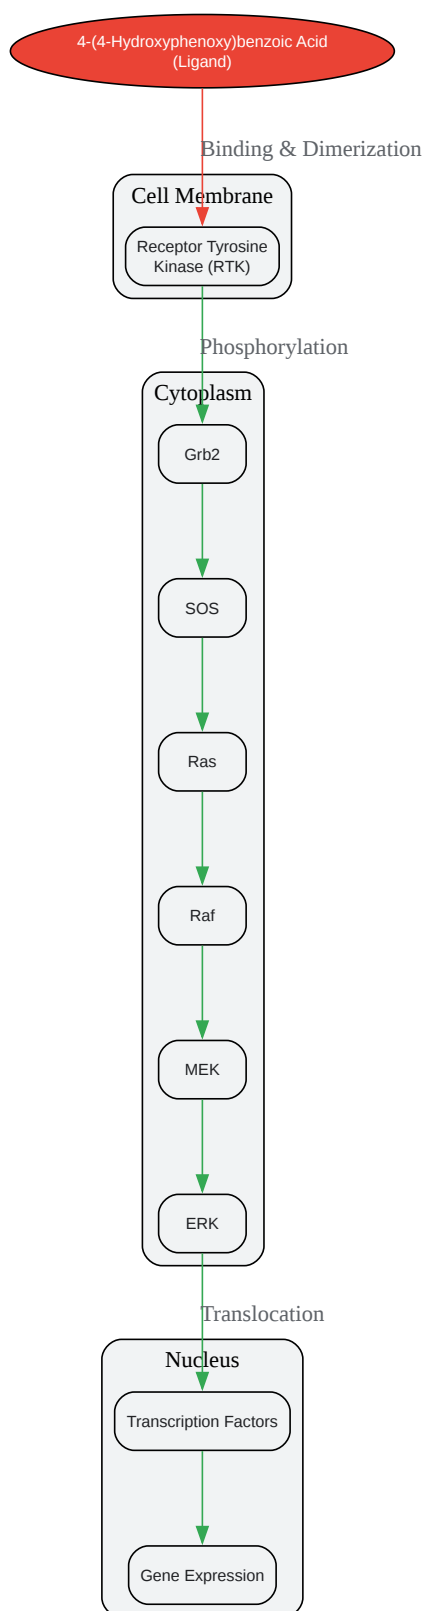 4-(4-Hydroxyphenoxy)benzoic Acid
(Ligand)
Binding & Dimerization
Cell Membrane
Receptor Tyrosine
Kinase (RTK)
Phosphorylation
Cytoplasm
Grb2
SOS
Ras
Raf
MEK
ERK
Translocation
Nucleus
Transcription Factors
Gene Expression